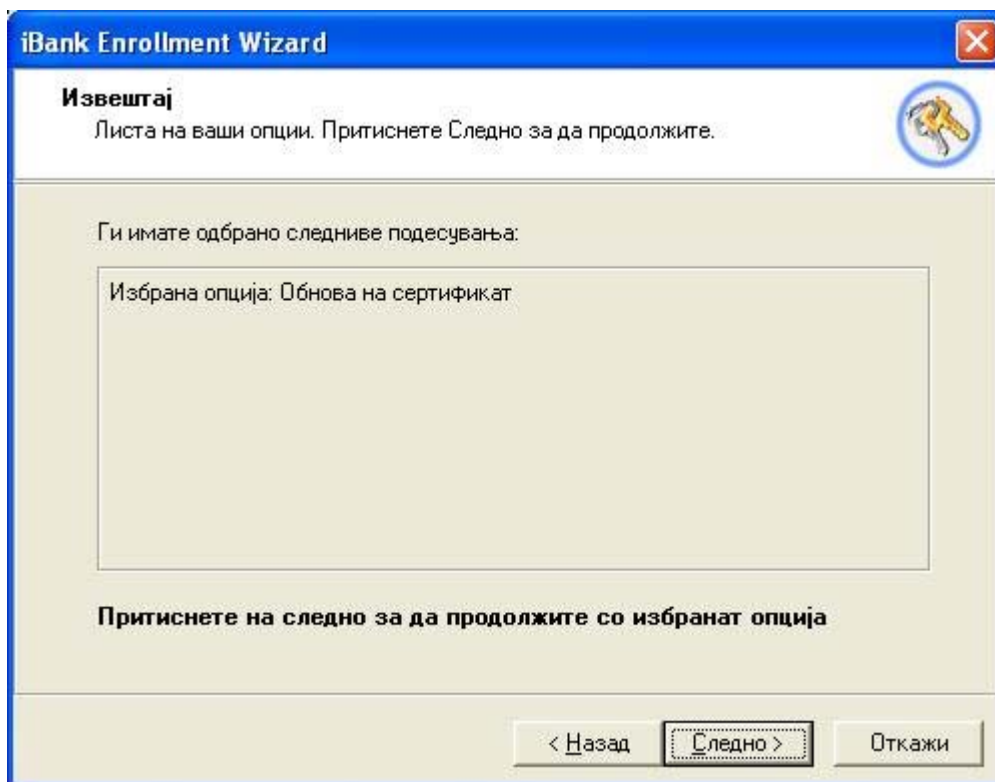 iBank Enrollment Wizard
Извештај
Листа на ваши опции. Притиснете Следно за да продолжите.
Ги имате одбрано следниве подесувања:
Избрана опција: Обнова на сертификат
Притиснете на следно за да продолжите со избранат опција
< Назад
Следно >
Откажи